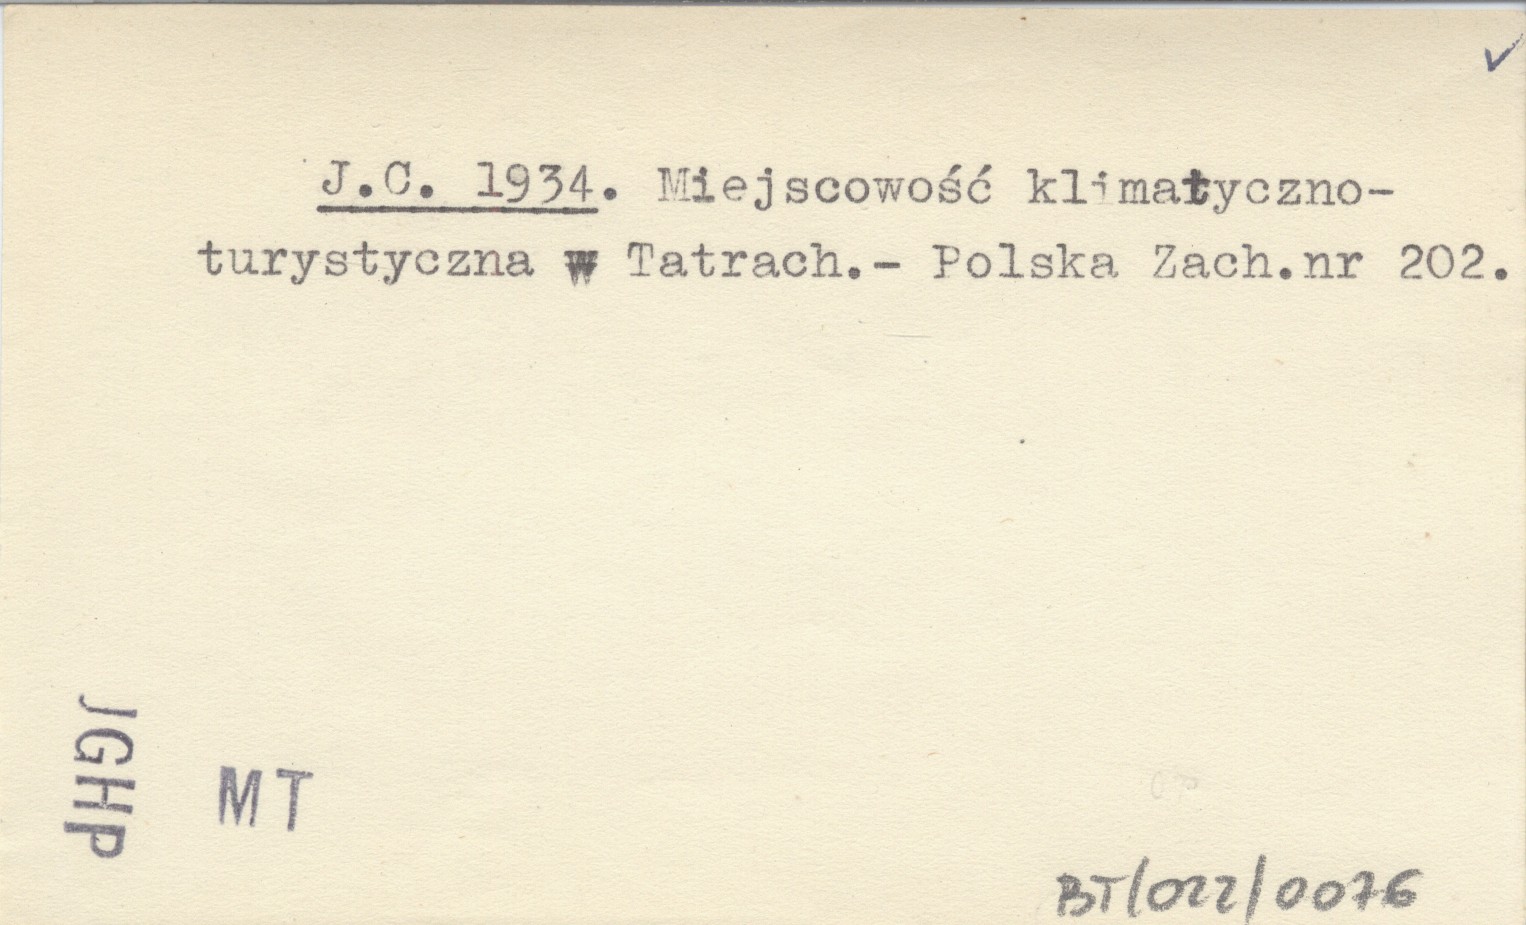 J.C. 1934. Miejscowość klimatyczno-
turystyczna w Tatrach.- Polska Zach.nr 202.
JGHP
MT
BT/022/0076